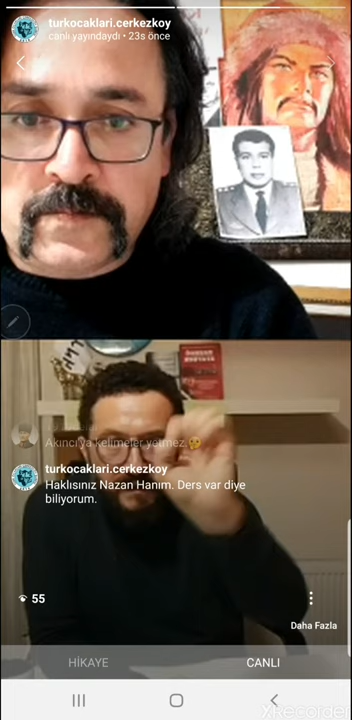 turkocaklari.cerkezkoy
canlı yayındaydı • 23s önce
Akıncı'ya kelimeler yetmez.🤔
turkocaklari.cerkezkoy
Haklısınız Nazan Hanım. Ders var diye
biliyorum.
55
Daha Fazla
HİKAYE
CANLI
XRecorder